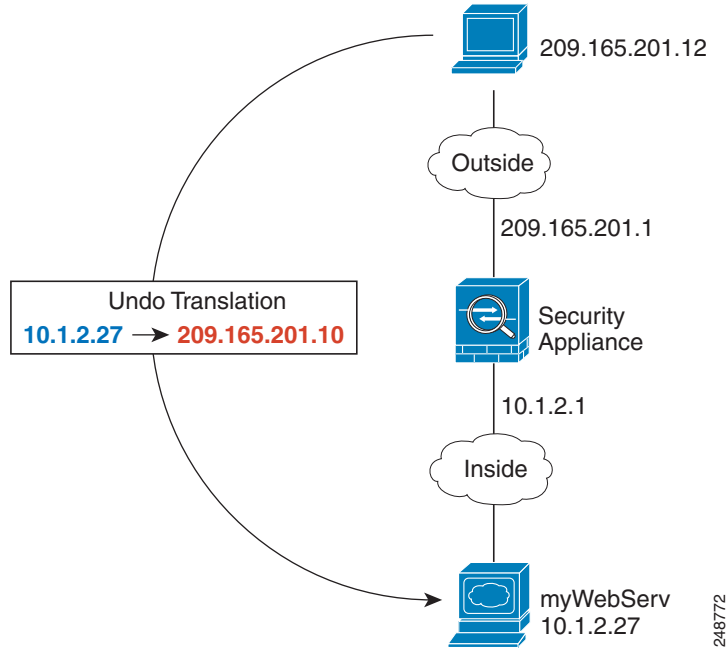 209.165.201.12
Outside
209.165.201.1
Undo Translation
10.1.2.27 → 209.165.201.10
Security
Appliance
10.1.2.1
Inside
myWebServ
10.1.2.27
248772